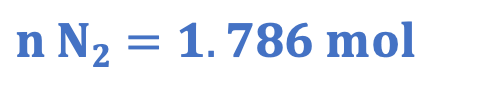 n N₂ = 1.786 mol